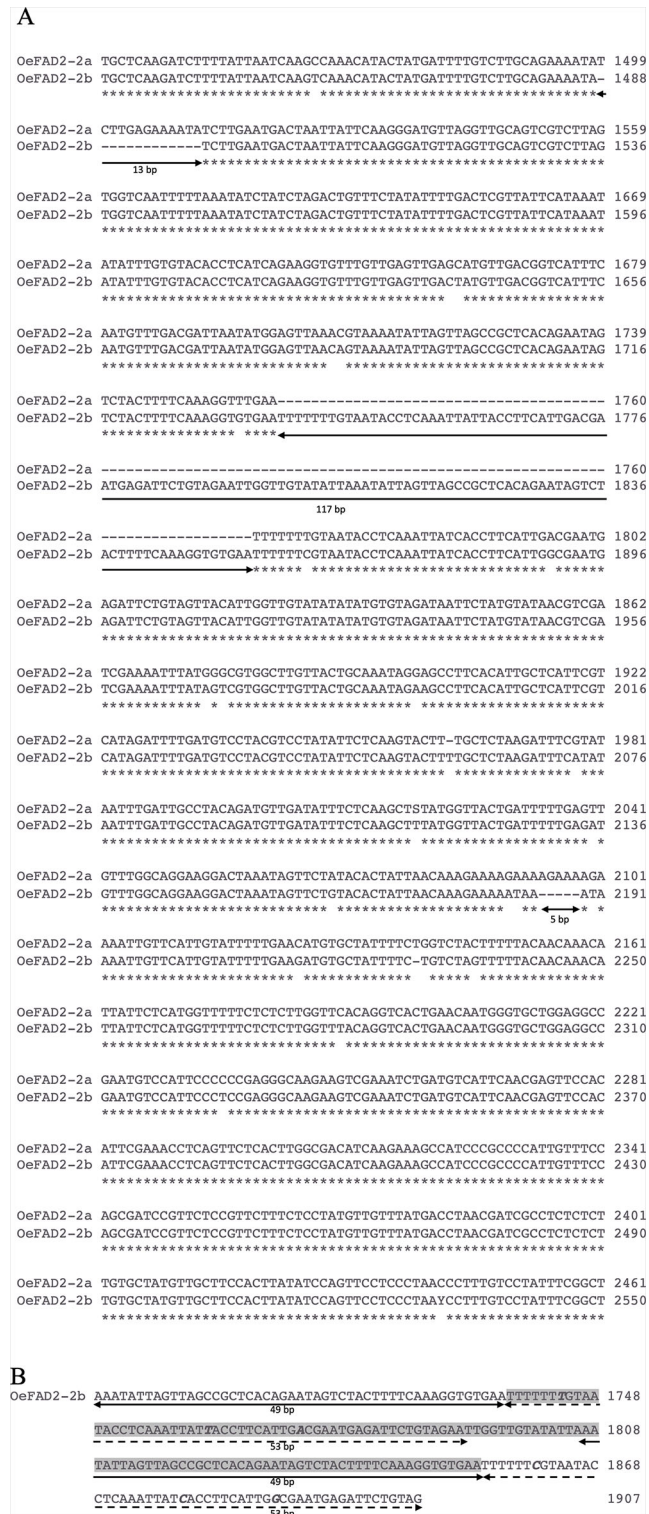 A
OeFAD2-2a TGCTCAAGATCTTTTATTAATCAAGCCAAACATACTATGATTTTGTCTTGCAGAAAATAT 1499
OeFAD2-2b TGCTCAAGATCTTTTATTAATCAAGTCAAACATACTATGATTTTGTCTTGCAGAAAATA- 1488
************************* *********************************
OeFAD2-2a CTTGAGAAAATATCTTGAATGACTAATTATTCAAGGGATGTTAGGTTGCAGTCGTCTTAG 1559
OeFAD2-2b ------------TCTTGAATGACTAATTATTCAAGGGATGTTAGGTTGCAGTCGTCTTAG 1536
************************************************
13 bp
OeFAD2-2a TGGTCAATTTTTAAATATCTATCTAGACTGTTTCTATATTTTGACTCGTTATTCATAAAT 1669
OeFAD2-2b TGGTCAATTTTTAAATATCTATCTAGACTGTTTCTATATTTTGACTCGTTATTCATAAAT 1596
************************************************************
OeFAD2-2a ATATTTGTGTACACCTCATCAGAAGGTGTTTGTTGAGTTGAGCATGTTGACGGTCATTTC 1679
OeFAD2-2b ATATTTGTGTACACCTCATCAGAAGGTGTTTGTTGAGTTGACTATGTTGACGGTCATTTC 1656
*****************************************  *****************
OeFAD2-2a AATGTTTGACGATTAATATGGAGTTAAACGTAAAATATTAGTTAGCCGCTCACAGAATAG 1739
OeFAD2-2b AATGTTTGACGATTAATATGGAGTTAACAGTAAAATATTAGTTAGCCGCTCACAGAATAG 1716
***************************  *******************************
OeFAD2-2a TCTACTTTTCAAAGGTTTGAA--------------------------------------- 1760
OeFAD2-2b TCTACTTTTCAAAGGTGTGAATTTTTTTGTAATACCTCAAATTATTACCTTCATTGACGA 1776
**************** ****
OeFAD2-2a ------------------------------------------------------------ 1760
OeFAD2-2b ATGAGATTCTGTAGAATTGGTTGTATATTAAATATTAGTTAGCCGCTCACAGAATAGTCT 1836
117 bp
OeFAD2-2a ------------------TTTTTTTGTAATACCTCAAATTATCACCTTCATTGACGAATG 1802
OeFAD2-2b ACTTTTCAAAGGTGTGAATTTTTTCGTAATACCTCAAATTATCACCTTCATTGGCGAATG 1896
****** **************************** ******
OeFAD2-2a AGATTCTGTAGTTACATTGGTTGTATATATATGTGTAGATAATTCTATGTATAACGTCGA 1862
OeFAD2-2b AGATTCTGTAGTTACATTGGTTGTATATATATGTGTAGATAATTCTATGTATAACGTCGA 1956
************************************************************
OeFAD2-2a TCGAAAATTTATGGGCGTGGCTTGTTACTGCAAATAGGAGCCTTCACATTGCTCATTCGT 1922
OeFAD2-2b TCGAAAATTTATAGTCGTGGCTTGTTACTGCAAATAGAAGCCTTCACATTGCTCATTCGT 2016
************ * *********************** **********************
OeFAD2-2a CATAGATTTTGATGTCCTACGTCCTATATTCTCAAGTACTT-TGCTCTAAGATTTCGTAT 1981
OeFAD2-2b CATAGATTTTGATGTCCTACGTCCTATATTCTCAAGTACTTTTGCTCTAAGATTTCATAT 2076
***************************************** ************** ***
OeFAD2-2a AATTTGATTGCCTACAGATGTTGATATTTCTCAAGCTSTATGGTTACTGATTTTTGAGTT 2041
OeFAD2-2b AATTTGATTGCCTACAGATGTTGATATTTCTCAAGCTTTATGGTTACTGATTTTTGAGAT 2136
************************************* ******************** *
OeFAD2-2a GTTTGGCAGGAAGGACTAAATAGTTCTATACACTATTAACAAAGAAAAGAAAAGAAAAGA 2101
OeFAD2-2b GTTTGGCAGGAAGGACTAAATAGTTCTGTACACTATTAACAAAGAAAAATAA-----ATA 2191
*************************** ******************** **     * *
5 bp
OeFAD2-2a AAATTGTTCATTGTATTTTTGAACATGTGCTATTTTCTGGTCTACTTTTTACAACAAACA 2161
OeFAD2-2b AAATTGTTCATTGTATTTTTGAAGATGTGCTATTTTC-TGTCTAGTTTTTACAACAAACA 2250
*********************** *************  **** ***************
OeFAD2-2a TTATTCTCATGGTTTTTCTCTCTTGGTTCACAGGTCACTGAACAATGGGTGCTGGAGGCC 2221
OeFAD2-2b TTATTCTCATGGTTTTTCTCTCTTGGTTTACAGGTCACTGAACAATGGGTGCTGGAGGCC 2310
**************************** *******************************
OeFAD2-2a GAATGTCCATTCCCCCCGAGGGCAAGAAGTCGAAATCTGATGTCATTCAACGAGTTCCAC 2281
OeFAD2-2b GAATGTCCATTCCCTCCGAGGGCAAGAAGTCGAAATCTGATGTCATTCAACGAGTTCCAC 2370
************** *********************************************
OeFAD2-2a ATTCGAAACCTCAGTTCTCACTTGGCGACATCAAGAAAGCCATCCCGCCCCATTGTTTCC 2341
OeFAD2-2b ATTCGAAACCTCAGTTCTCACTTGGCGACATCAAGAAAGCCATCCCGCCCCATTGTTTCC 2430
************************************************************
OeFAD2-2a AGCGATCCGTTCTCCGTTCTTTCTCCTATGTTGTTTATGACCTAACGATCGCCTCTCTCT 2401
OeFAD2-2b AGCGATCCGTTCTCCGTTCTTTCTCCTATGTTGTTTATGACCTAACGATCGCCTCTCTCT 2490
************************************************************
OeFAD2-2a TGTGCTATGTTGCTTCCACTTATATCCAGTTCCTCCCTAACCCTTTGTCCTATTTCGGCT 2461
OeFAD2-2b TGTGCTATGTTGCTTCCACTTATATCCAGTTCCTCCCTAAYCCTTTGTCCTATTTCGGCT 2550
**************************************** *******************
B
OeFAD2-2b AAATATTAGTTAGCCGCTCACAGAATAGTCTACTTTTCAAAGGTGTGAATTTTTTTGTAA 1748
49 bp
TACCTCAAATTATTACCTTCATTGACGAATGAGATTCTGTAGAATTGGTTGTATATTAAA 1808
53 bp
TATTAGTTAGCCGCTCACAGAATAGTCTACTTTTCAAAGGTGTGAATTTTTTCGTAATAC 1868
49 bp
CTCAAATTATCACCTTCATTGGCGAATGAGATTCTGTAG 1907
53 bp